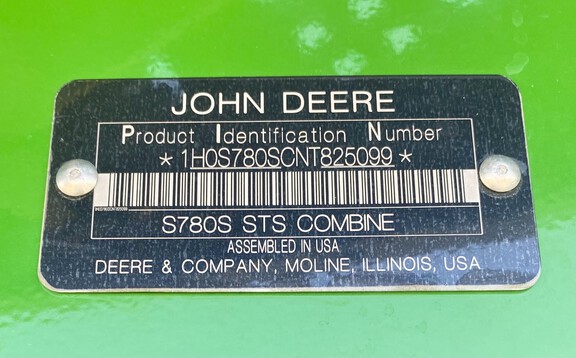 JOHN DEERE
Product Identification Number
*1H0S780SCNT825099*
S780S STS COMBINE
ASSEMBLED IN USA
DEERE & COMPANY, MOLINE, ILLINOIS, USA